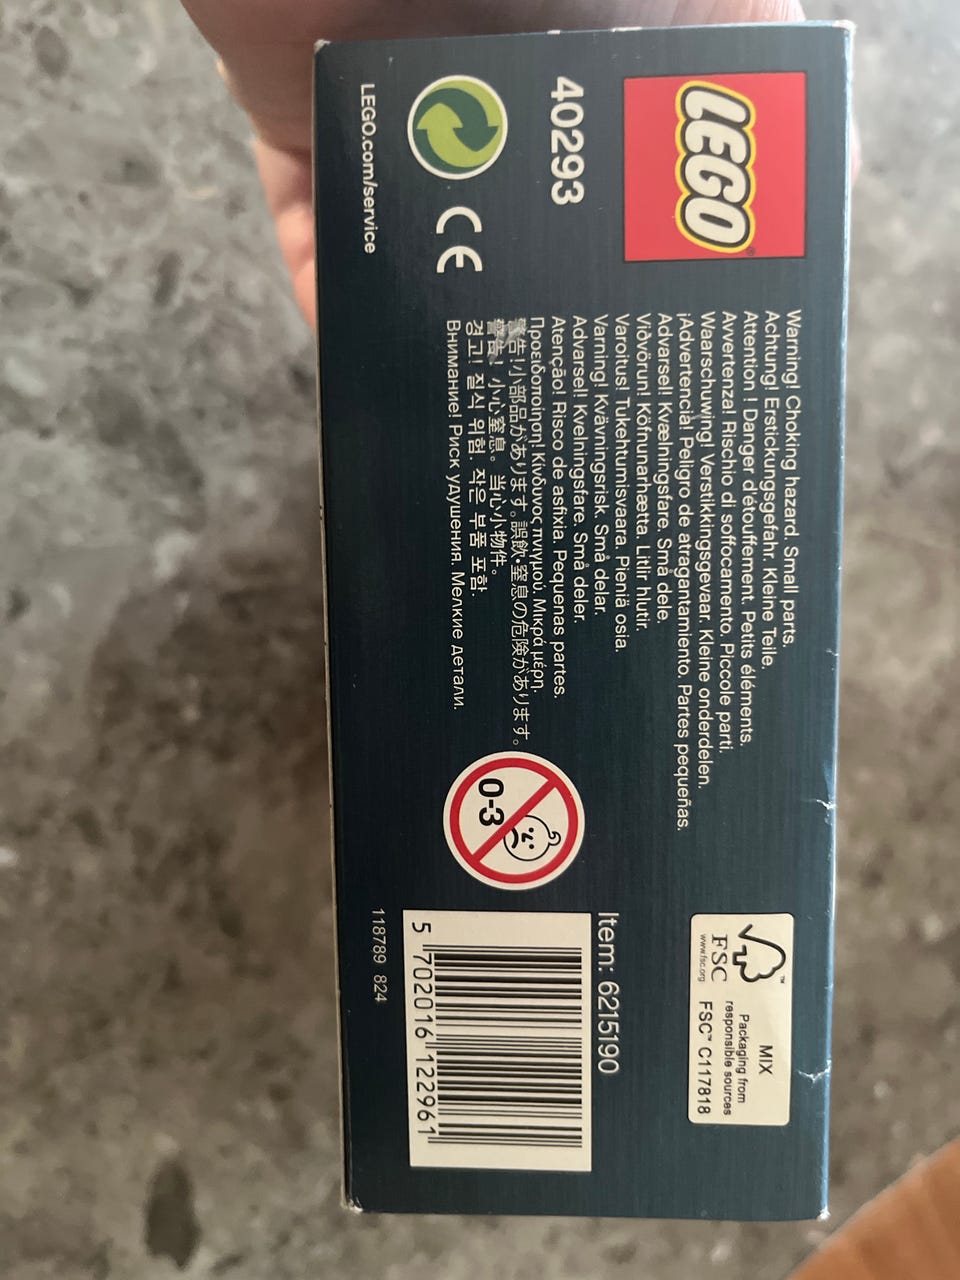 LEGO®
40293
CE
LEGO.com/service
Warning! Choking hazard. Small parts.
Achtung! Erstickungsgefahr. Kleine Teile.
Attention ! Danger d'étouffement. Petits éléments.
Avvertenza! Rischio di soffocamento. Piccole parti.
Waarschuwing! Verstikkingsgevaar. Kleine onderdelen.
¡Advertencia! Peligro de atragantamiento. Partes pequeñas.
Advarsel! Kvælningsfare. Små dele.
Viðvörun! Köfnunarhætta. Litlir hlutir.
Varoitus! Tukehtumisvaara. Pieniä osia.
Varning! Kvävningsrisk. Små delar.
Advarsel! Kvelningsfare. Små deler.
Atenção! Risco de asfixia. Pequenas partes.
Προειδοποίηση! Κίνδυνος πνιγμού. Μικρά μέρη.
警告!小部品があります。誤飲・窒息の危険があります。
警告! 小心窒息。当心小物件。
경고! 질식 위험. 작은 부품 포함.
Внимание! Риск удушения. Мелкие детали.
0-3
FSC™
www.fsc.org
MIX
Packaging from
responsible sources
FSC™ C117818
Item: 6215190
5 702016 122961
118789 824